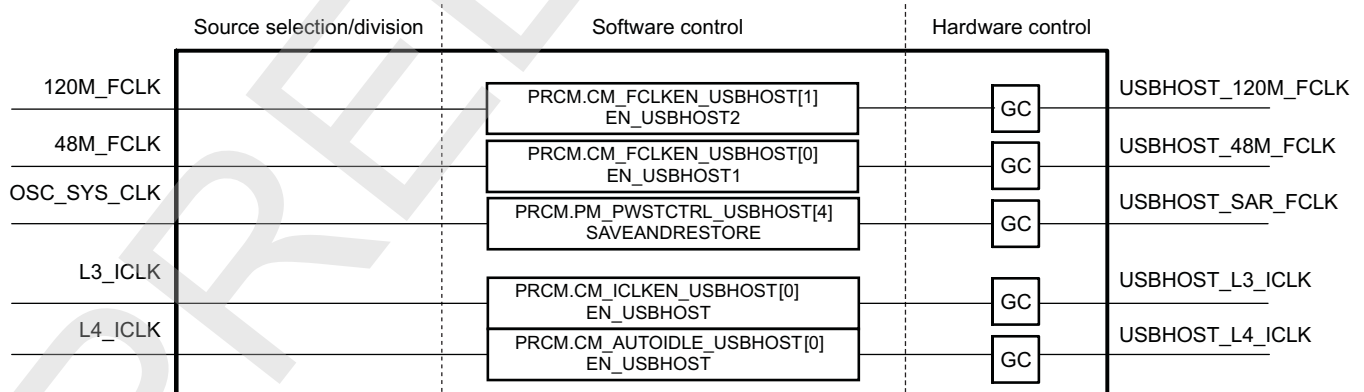 Source selection/division Software control Hardware control
120M_FCLK PRCM.CM_FCLKEN_USBHOST[1] EN_USBHOST2 GC USBHOST_120M_FCLK
48M_FCLK PRCM.CM_FCLKEN_USBHOST[0] EN_USBHOST1 GC USBHOST_48M_FCLK
OSC_SYS_CLK PRCM.PM_PWSTCTRL_USBHOST[4] SAVEANDRESTORE GC USBHOST_SAR_FCLK
L3_ICLK PRCM.CM_ICLKEN_USBHOST[0] EN_USBHOST GC USBHOST_L3_ICLK
L4_ICLK PRCM.CM_AUTOIDLE_USBHOST[0] EN_USBHOST GC USBHOST_L4_ICLK